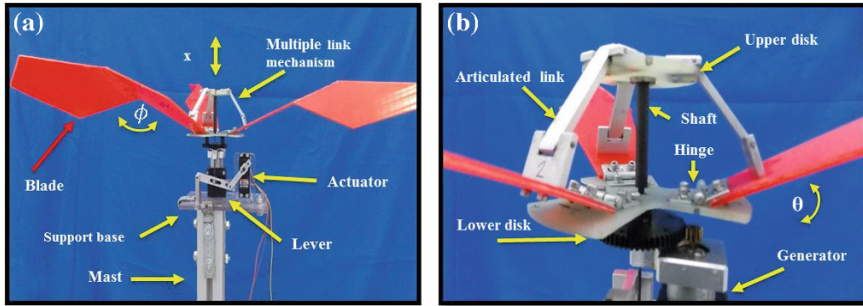 (a)
x
Multiple link
mechanism
ϕ
Blade
Actuator
Support base
Lever
Mast
(b)
Upper disk
Articulated link
Shaft
2
Hinge
θ
Lower disk
Generator